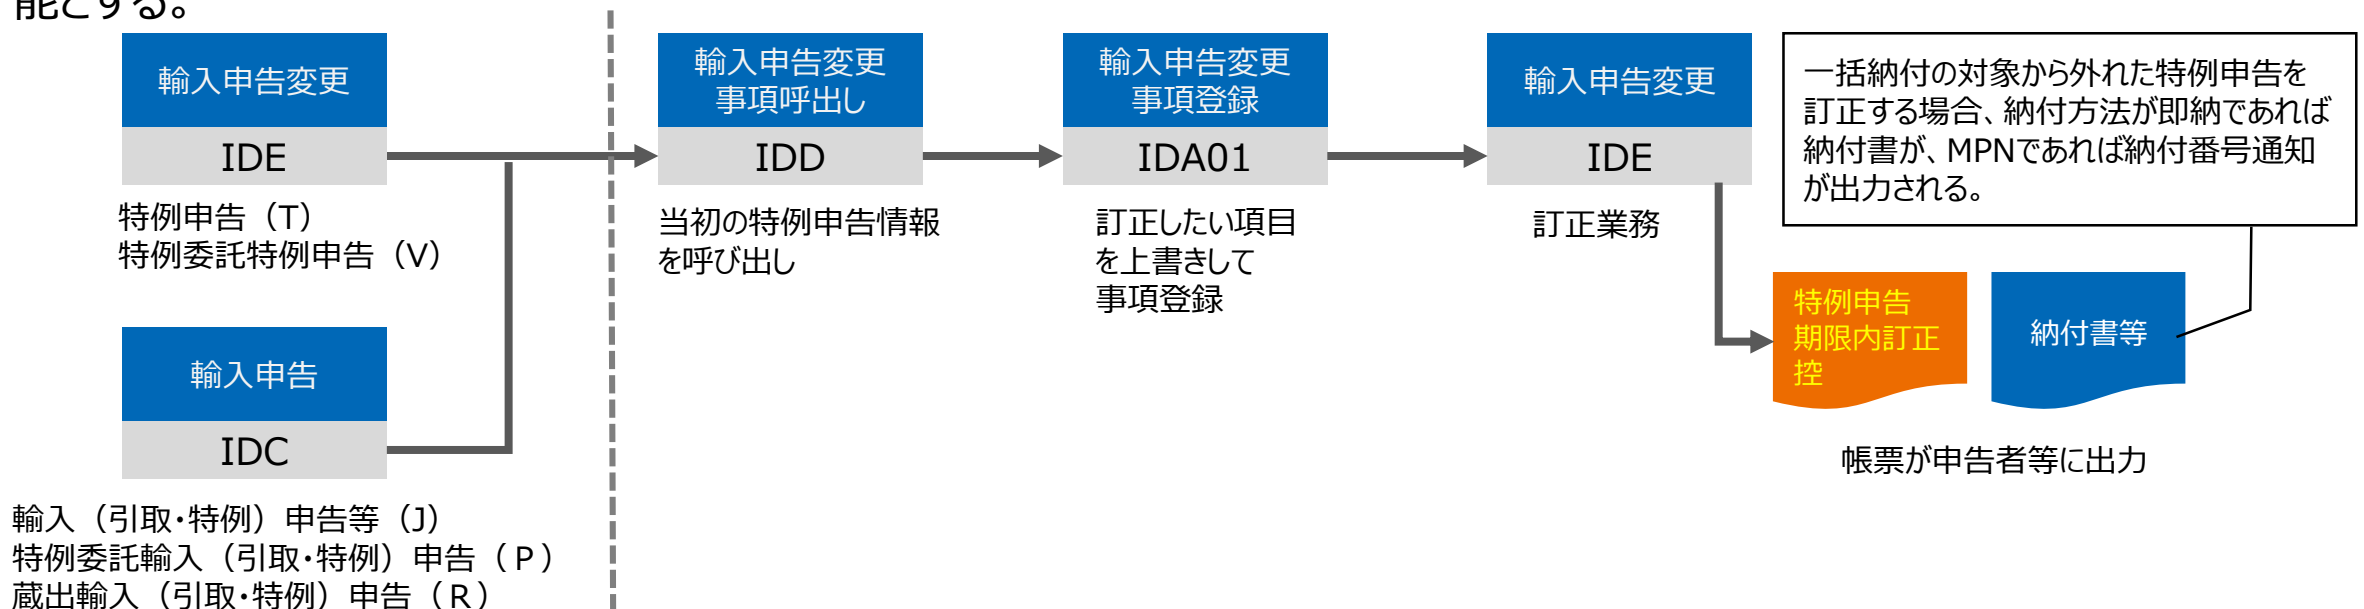 能とする。
輸入申告変更
IDE
特例申告（T）
特例委託特例申告（V）
輸入申告
IDC
輸入（引取・特例）申告等（J）
特例委託輸入（引取・特例）申告（Ｐ）
蔵出輸入（引取・特例）申告（Ｒ）
輸入申告変更
事項呼出し
IDD
当初の特例申告情報
を呼び出し
輸入申告変更
事項登録
IDA01
訂正したい項目
を上書きして
事項登録
輸入申告変更
IDE
訂正業務
一括納付の対象から外れた特例申告を
訂正する場合、納付方法が即納であれば
納付書が、MPNであれば納付番号通知
が出力される。
特例申告
期限内訂正
控
納付書等
帳票が申告者等に出力